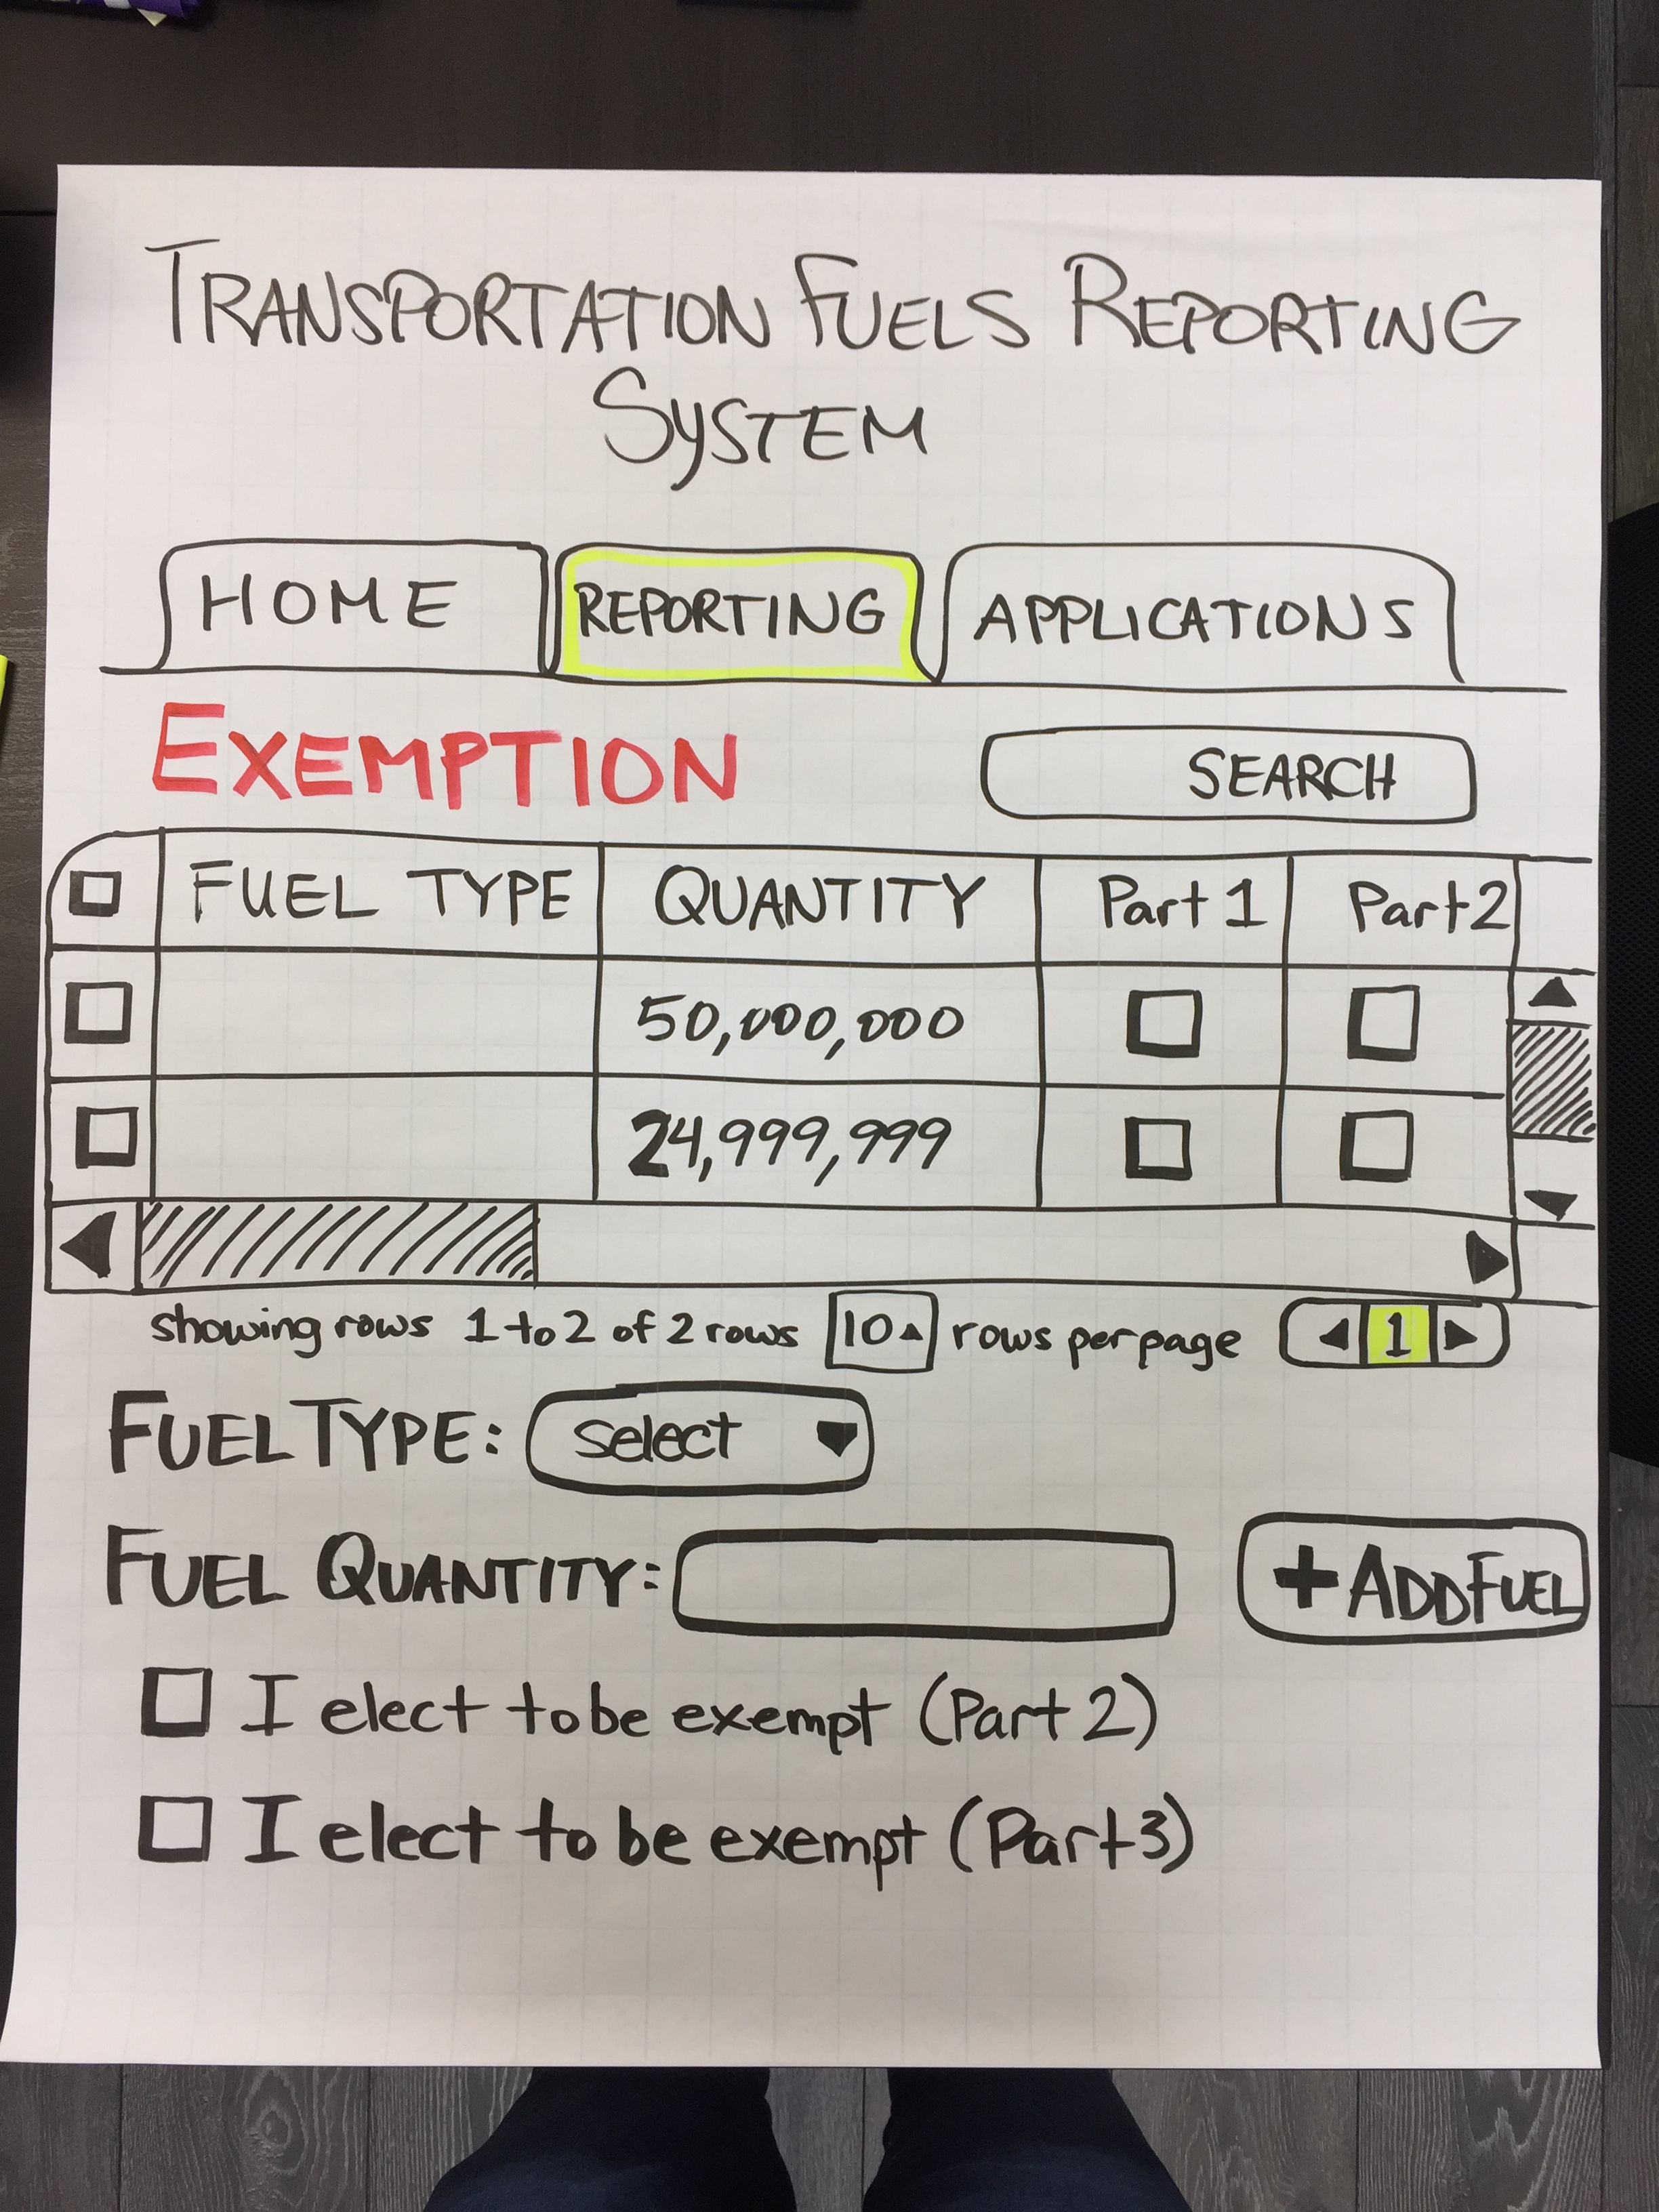 TRANSPORTATION FUELS REPORTING
SYSTEM
HOME REPORTING APPLICATIONS
EXEMPTION SEARCH
FUEL TYPE QUANTITY Part 1 Part 2
50,000,000
24,999,999
showing rows 1 to 2 of 2 rows 10 rows per page 1
FUEL TYPE: select
FUEL QUANTITY: + ADD FUEL
I elect to be exempt (Part 2)
I elect to be exempt (Part 3)